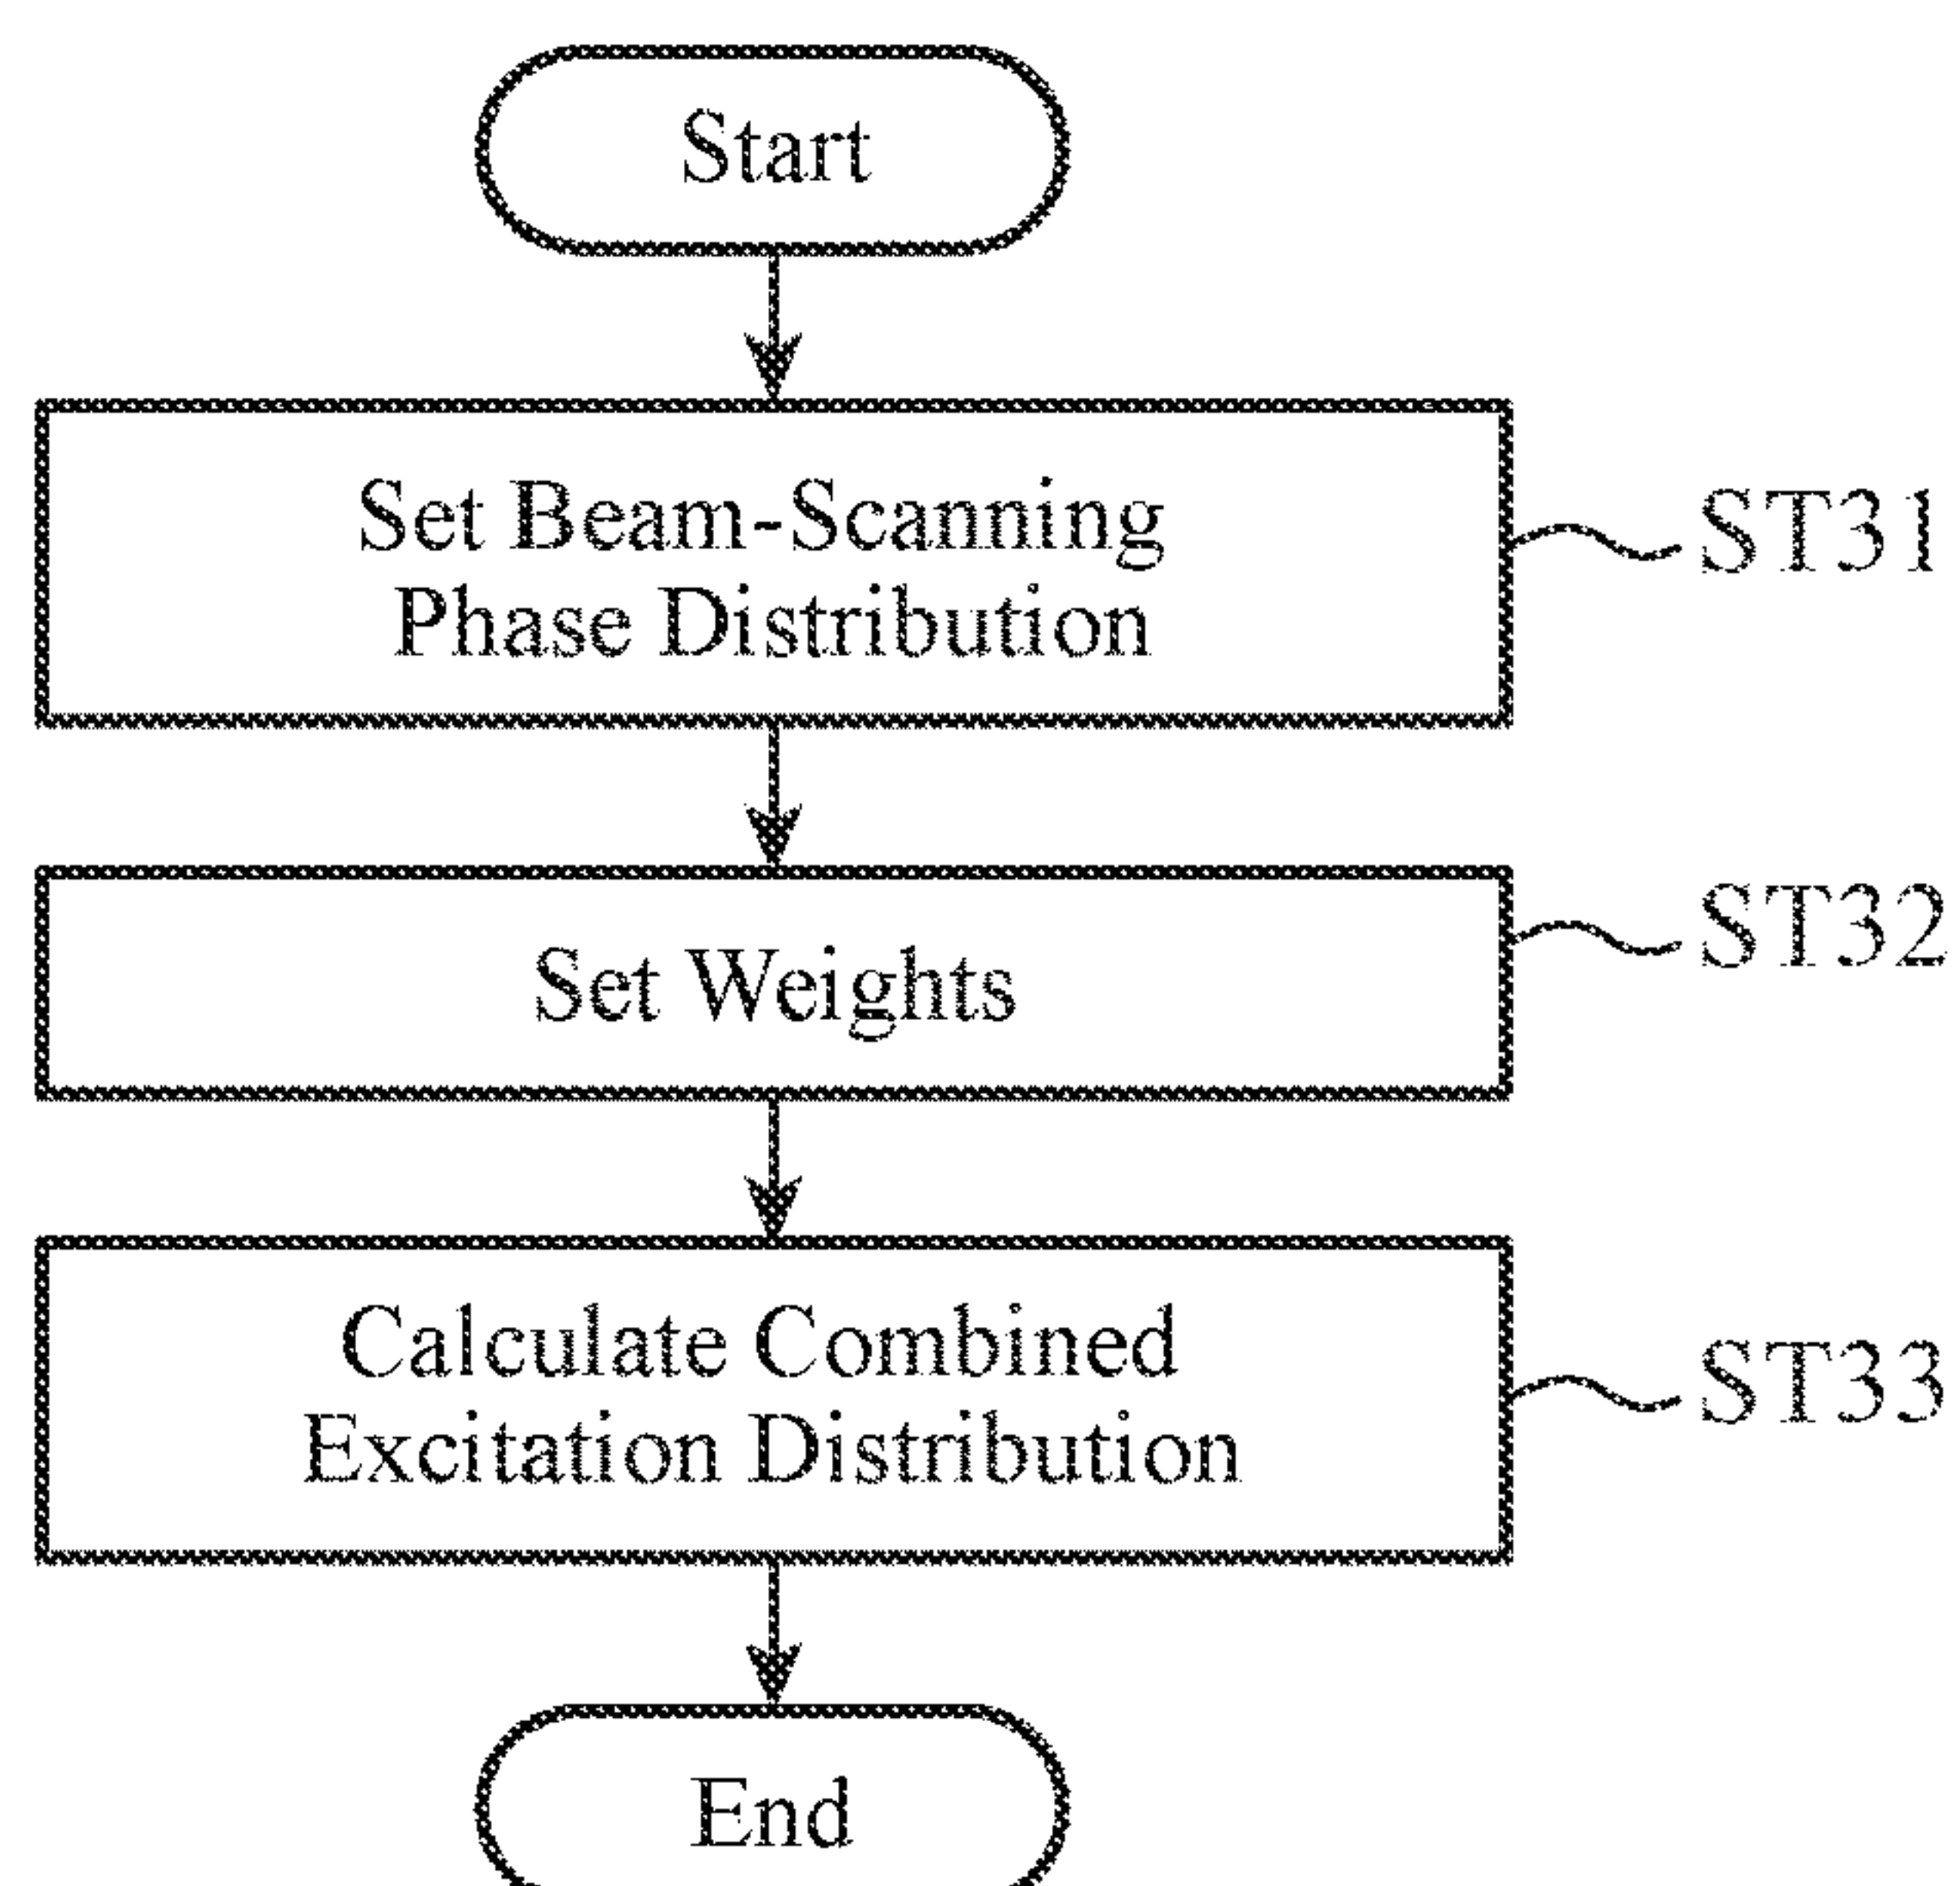 Start
Set Beam-Scanning
Phase Distribution
ST31
Set Weights
ST32
Calculate Combined
Excitation Distribution
ST33
End